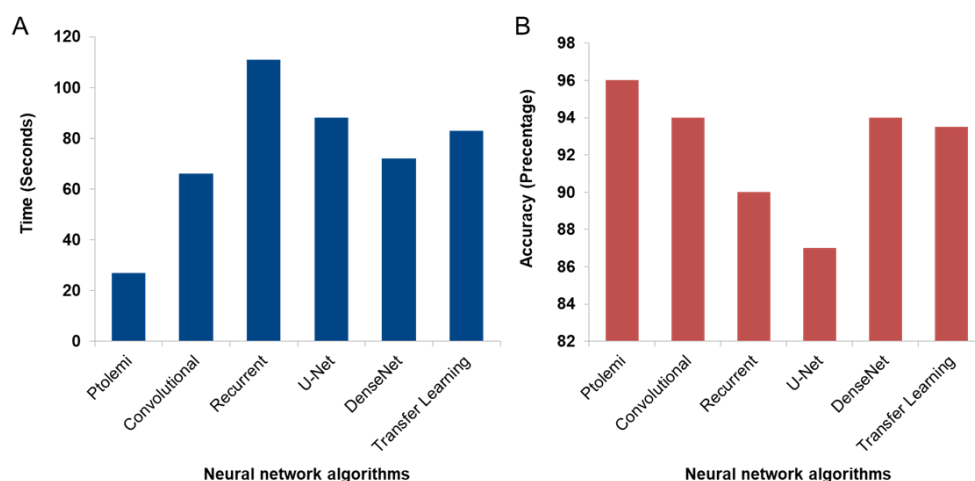 A
Time (Seconds)
120
100
80
60
40
20
0
Ptolemi
Convolutional
Recurrent
U-Net
DenseNet
Transfer Learning
Neural network algorithms
B
Accuracy (Precentage)
98
96
94
92
90
88
86
84
82
Ptolemi
Convolutional
Recurrent
U-Net
DenseNet
Transfer Learning
Neural network algorithms